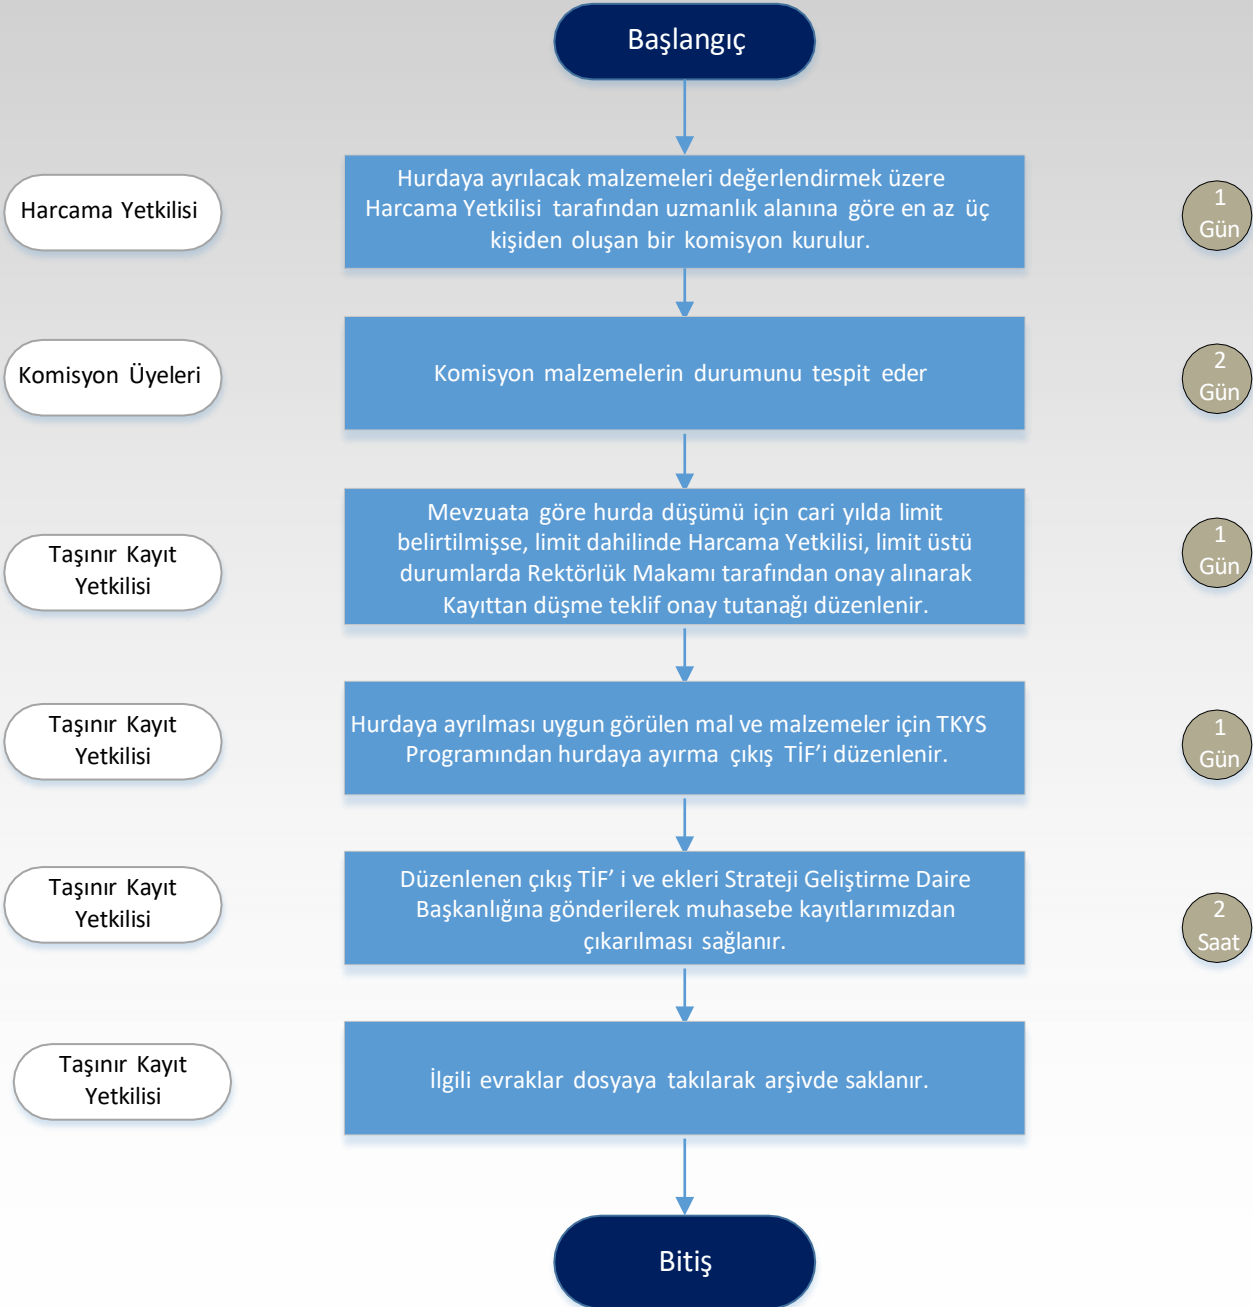 Başlangıç
Harcama Yetkilisi
Hurdaya ayrılacak malzemeleri değerlendirmek üzere
Harcama Yetkilisi tarafından uzmanlık alanına göre en az üç
kişiden oluşan bir komisyon kurulur.
1
Gün
Komisyon Üyeleri
Komisyon malzemelerin durumunu tespit eder
2
Gün
Taşınır Kayıt
Yetkilisi
Mevzuata göre hurda düşümü için cari yılda limit
belirtilmişse, limit dahilinde Harcama Yetkilisi, limit üstü
durumlarda Rektörlük Makamı tarafından onay alınarak
Kayıttan düşme teklif onay tutanağı düzenlenir.
1
Gün
Taşınır Kayıt
Yetkilisi
Hurdaya ayrılması uygun görülen mal ve malzemeler için TKYS
Programından hurdaya ayırma çıkış TİF’i düzenlenir.
1
Gün
Taşınır Kayıt
Yetkilisi
Düzenlenen çıkış TİF’ i ve ekleri Strateji Geliştirme Daire
Başkanlığına gönderilerek muhasebe kayıtlarımızdan
çıkarılması sağlanır.
2
Saat
Taşınır Kayıt
Yetkilisi
İlgili evraklar dosyaya takılarak arşivde saklanır.
Bitiş